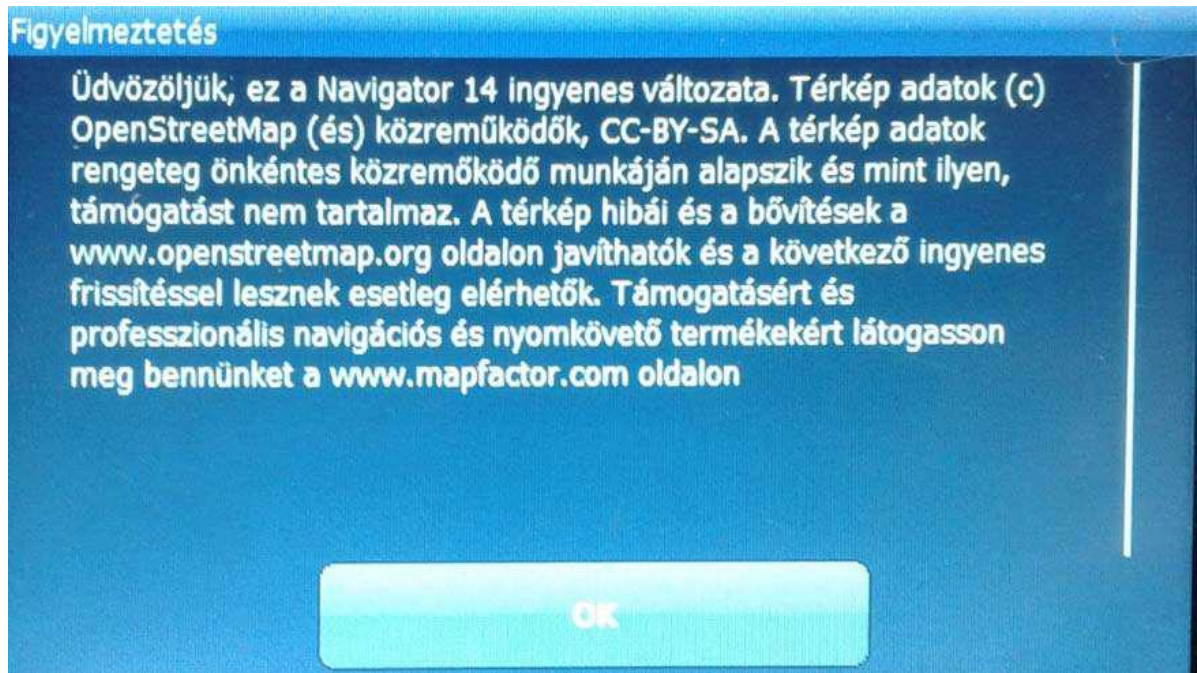 Figyelmeztetés
Üdvözöljük, ez a Navigator 14 ingyenes változata. Térkép adatok (c)
OpenStreetMap (és) közreműködők, CC-BY-SA. A térkép adatok
rengeteg önkéntes közremőködő munkáján alapszik és mint ilyen,
támogatást nem tartalmaz. A térkép hibái és a bővítések a
www.openstreetmap.org oldalon javíthatók és a következő ingyenes
frissítéssel lesznek esetleg elérhetők. Támogatásért és
professzionális navigációs és nyomkövető termékekért látogasson
meg bennünket a www.mapfactor.com oldalon
OK